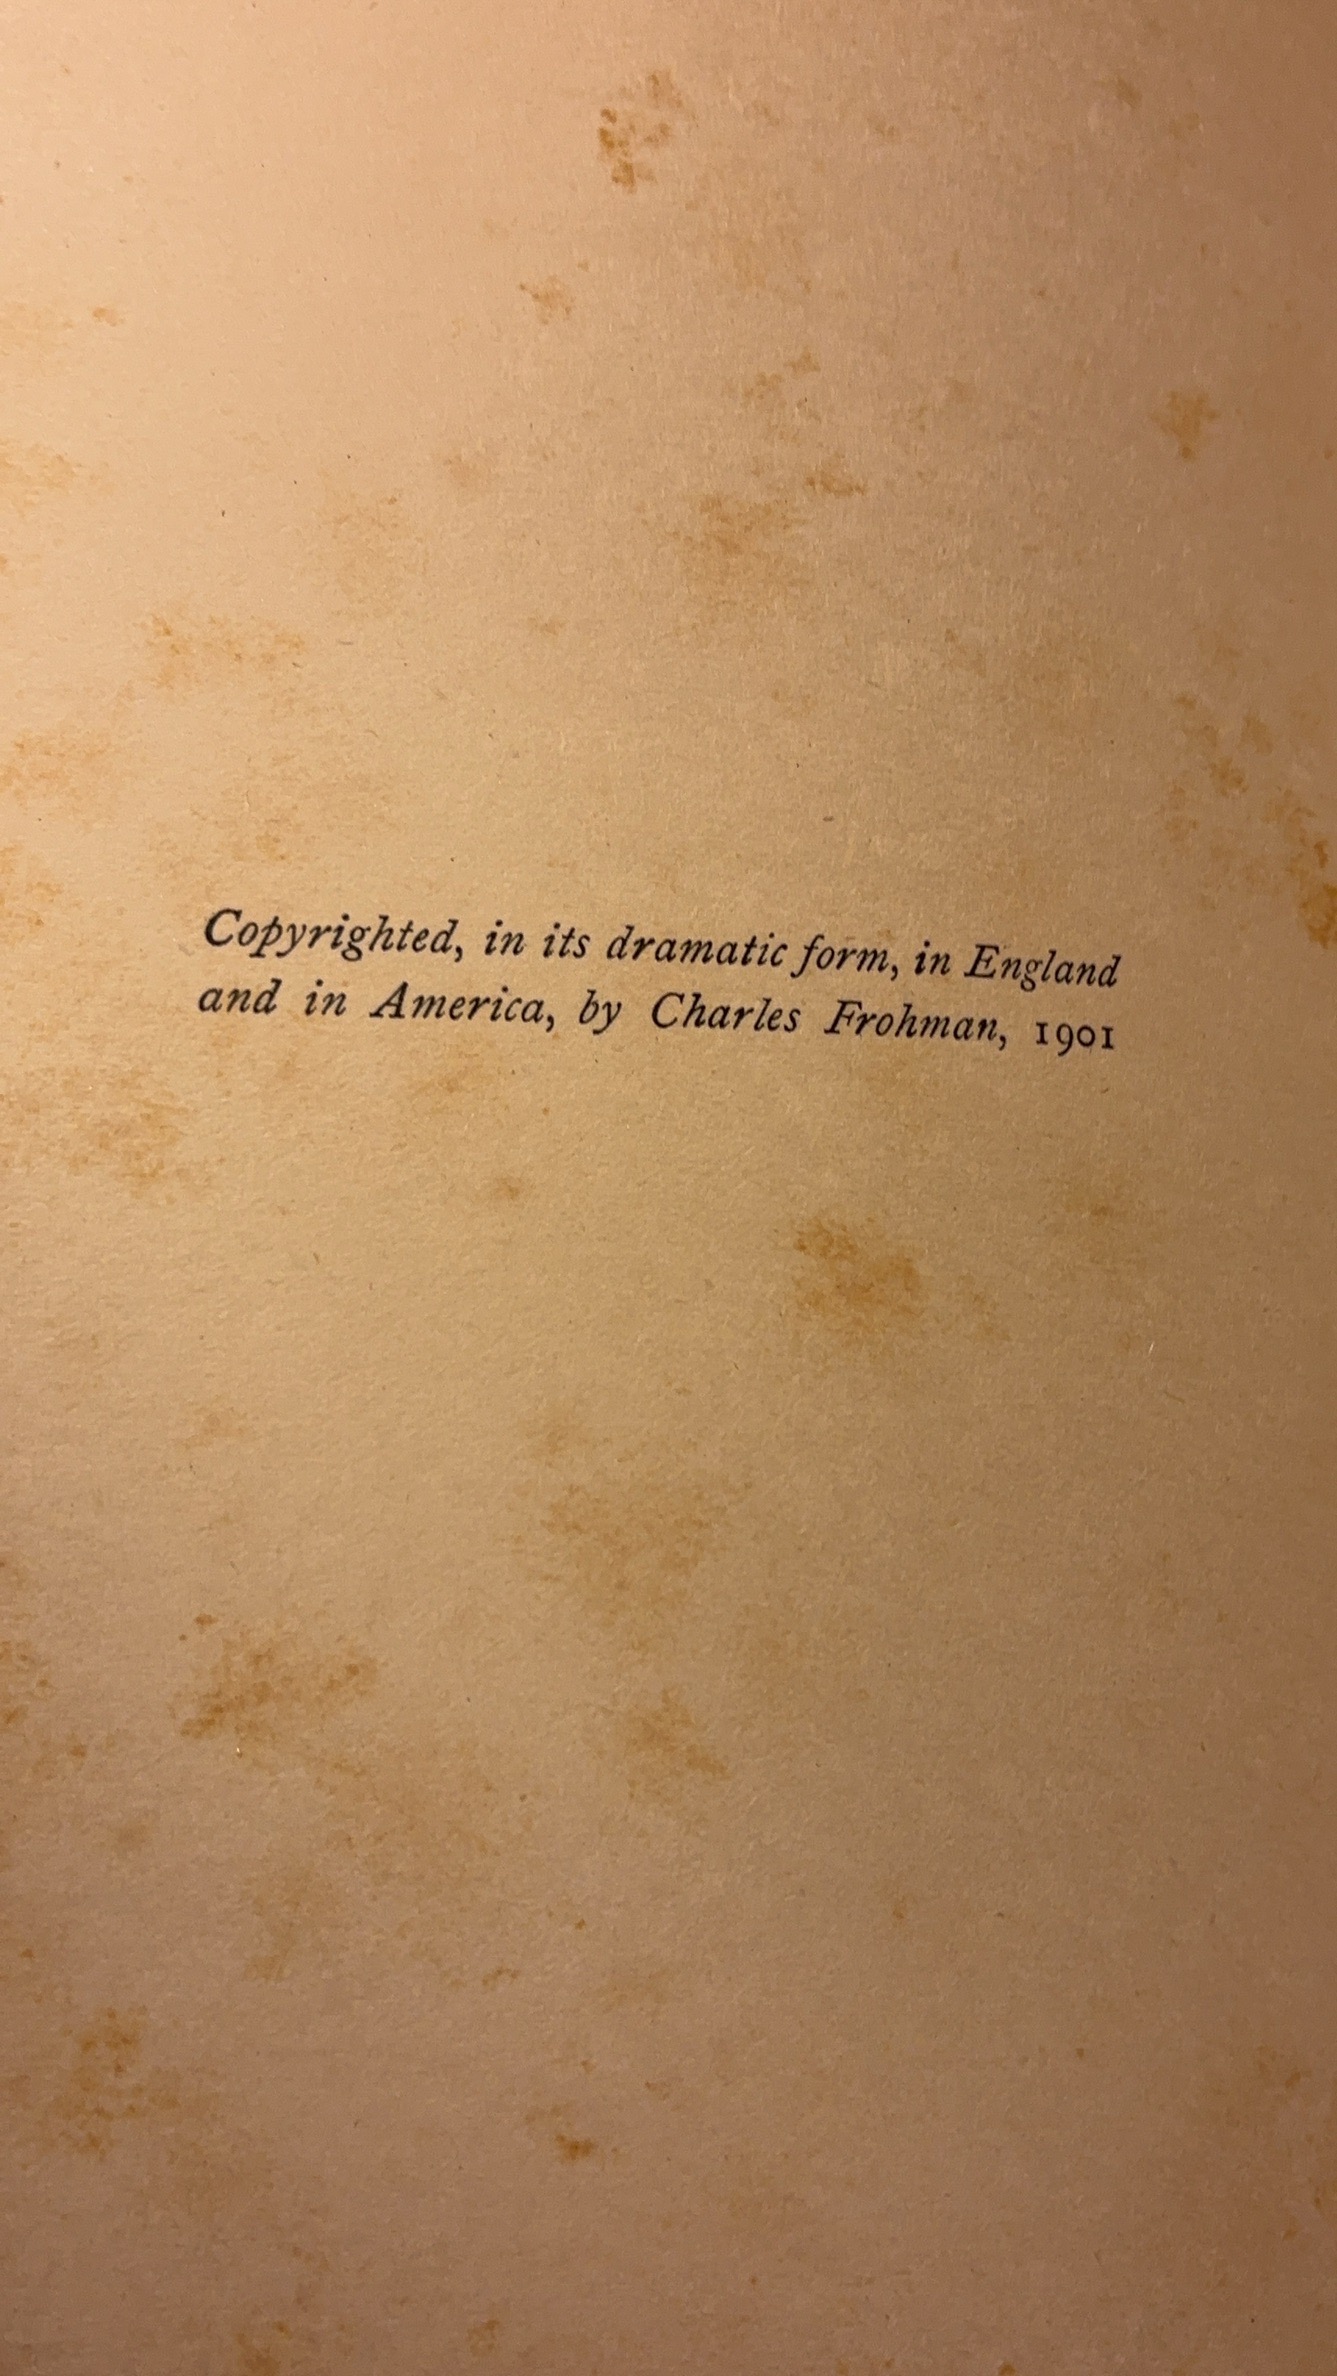 Copyrighted, in its dramatic form, in England
and in America, by Charles Frohman, 1901